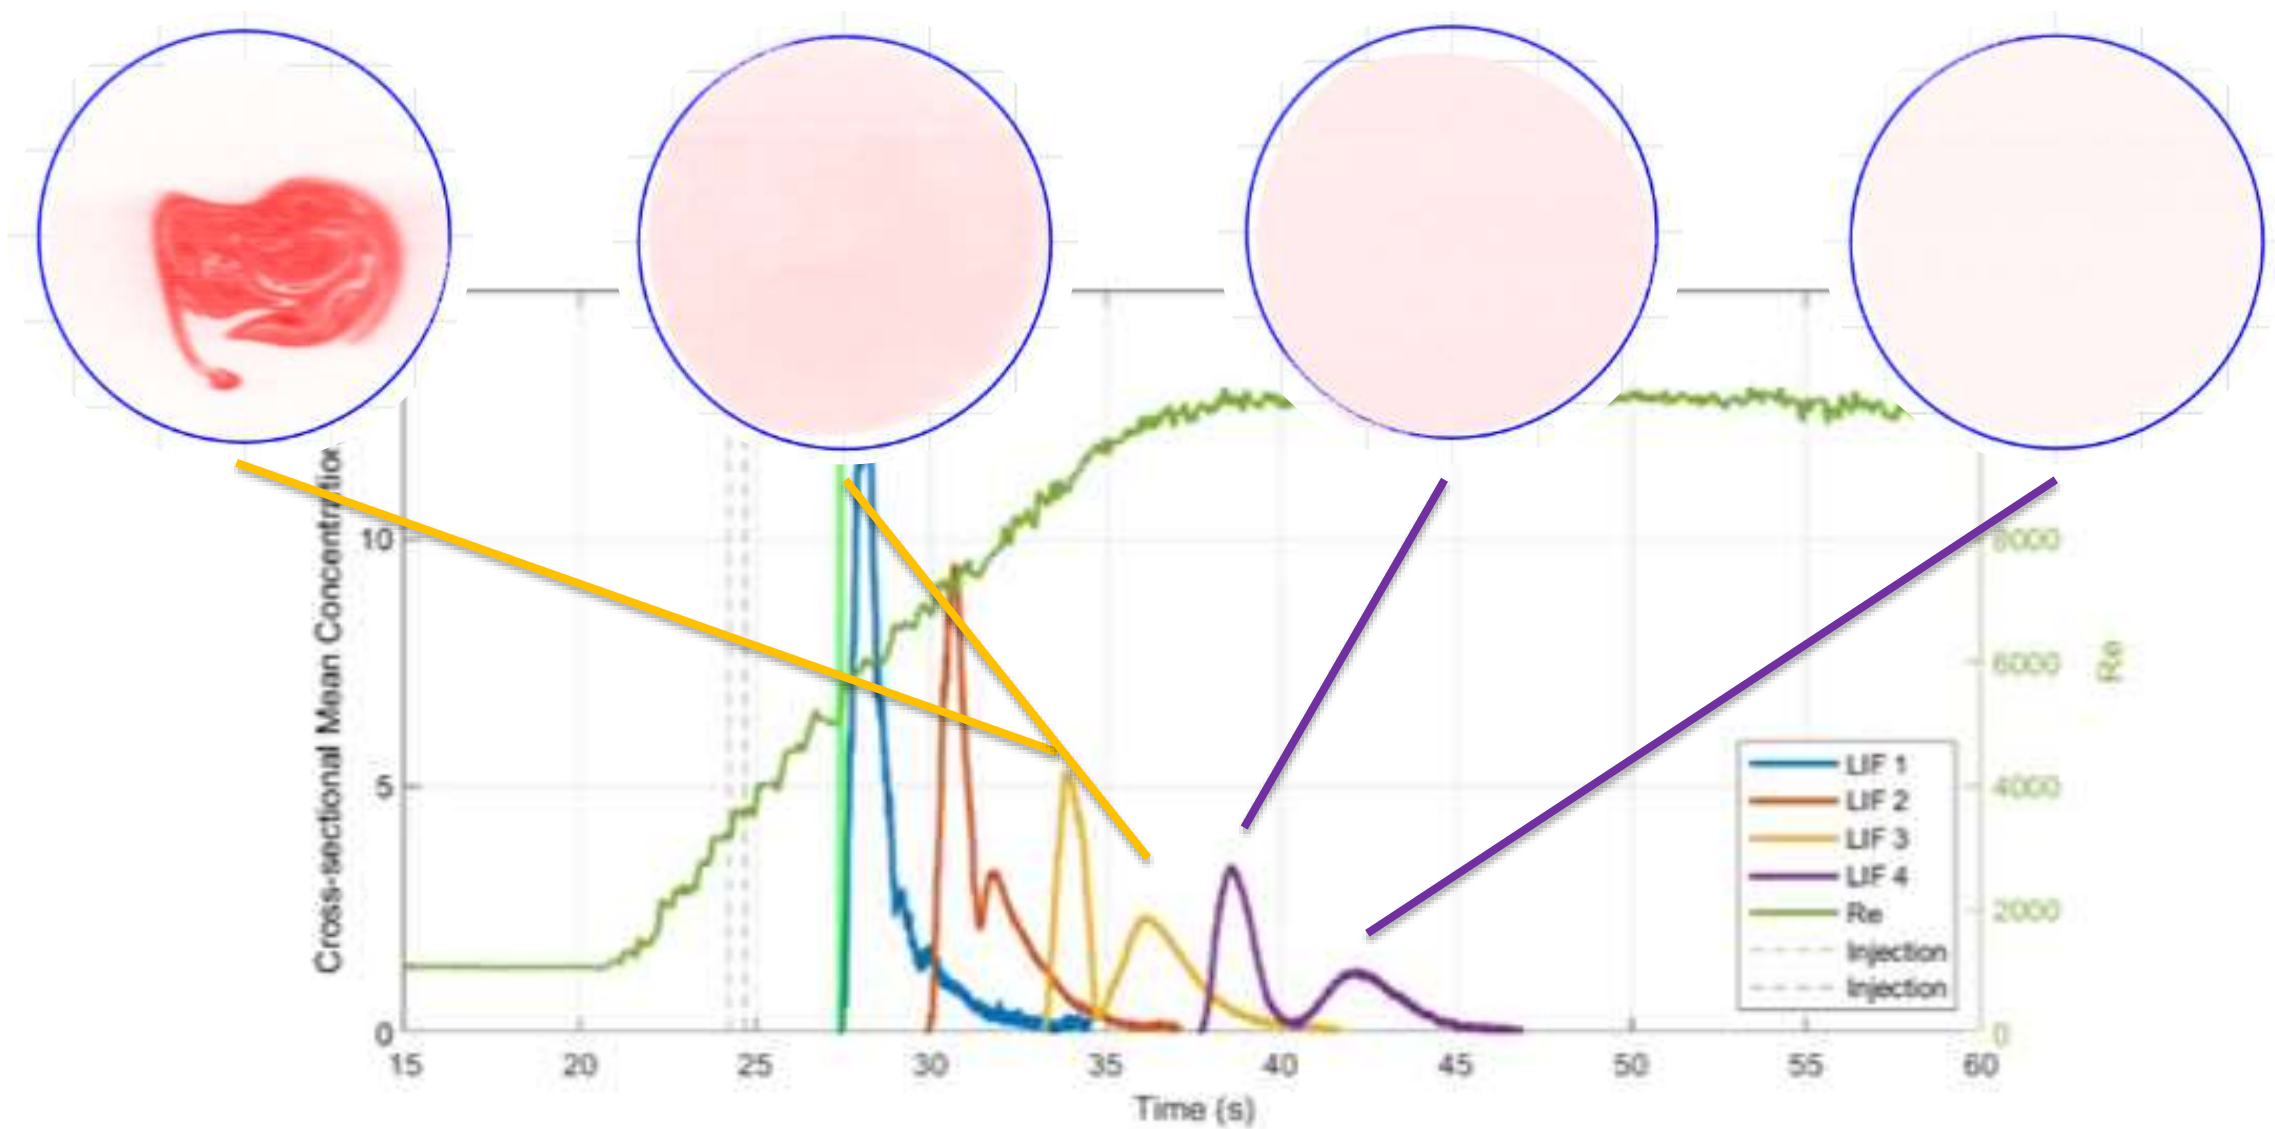 Cross-sectional Mean Concentration
10
5
0
15 20 25 30 35 40 45 50 55 60
Time (s)
8000
6000
4000
2000
0
Re
LIF 1
LIF 2
LIF 3
LIF 4
Re
Injection
Injection